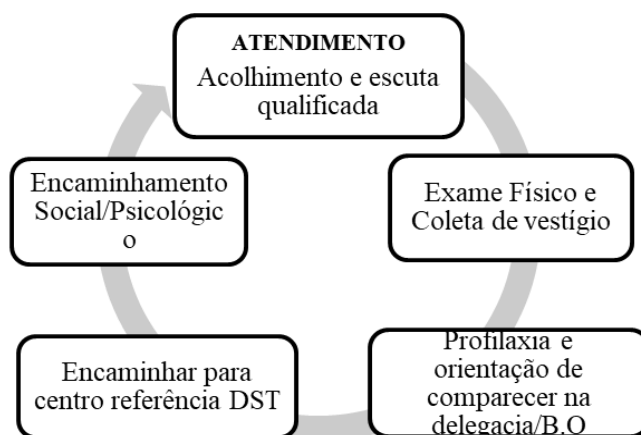 ATENDIMENTO
Acolhimento e escuta
qualificada
Exame Físico e
Coleta de vestígio
Profilaxia e
orientação de
comparecer na
delegacia/B.O
Encaminhar para
centro referência DST
Encaminhamento
Social/Psicológic
o